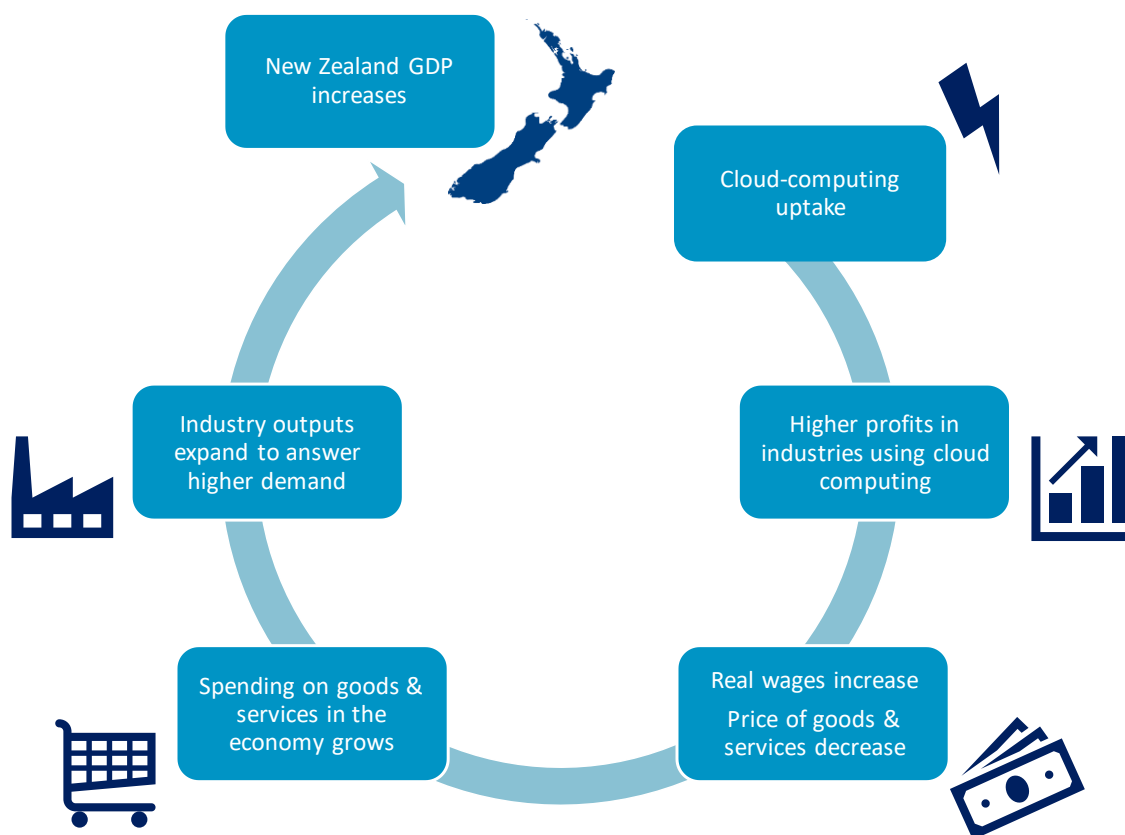 New Zealand GDP
increases
Cloud-computing
uptake
Higher profits in
industries using cloud
computing
Real wages increase
Price of goods &
services decrease
Spending on goods &
services in the
economy grows
Industry outputs
expand to answer
higher demand